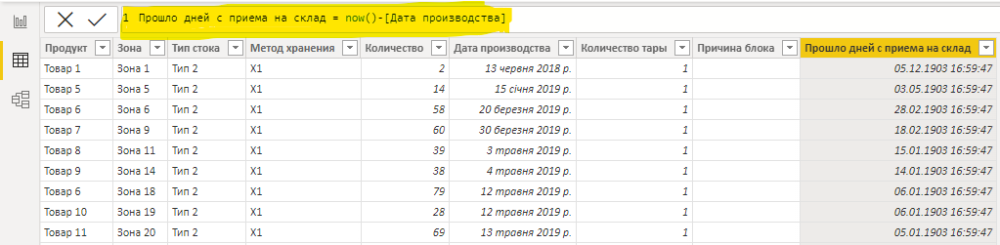 1 Прошло дней с приема на склад = now()-[Дата производства]
Продукт Зона Тип стока Метод хранения Количество Дата производства Количество тары Причина блока Прошло дней с приема на склад
Товар 1 Зона 1 Тип 2 X1 2 13 червня 2018 р. 1 05.12.1903 16:59:47
Товар 5 Зона 5 Тип 2 X1 14 15 січня 2019 р. 1 03.05.1903 16:59:47
Товар 6 Зона 6 Тип 2 X1 58 20 березня 2019 р. 1 28.02.1903 16:59:47
Товар 7 Зона 9 Тип 2 X1 60 30 березня 2019 р. 1 18.02.1903 16:59:47
Товар 8 Зона 11 Тип 2 X1 39 3 травня 2019 р. 1 15.01.1903 16:59:47
Товар 9 Зона 14 Тип 2 X1 38 4 травня 2019 р. 1 14.01.1903 16:59:47
Товар 6 Зона 18 Тип 2 X1 79 12 травня 2019 р. 1 06.01.1903 16:59:47
Товар 10 Зона 19 Тип 2 X1 28 12 травня 2019 р. 1 06.01.1903 16:59:47
Товар 11 Зона 20 Тип 2 X1 69 13 травня 2019 р. 1 05.01.1903 16:59:47